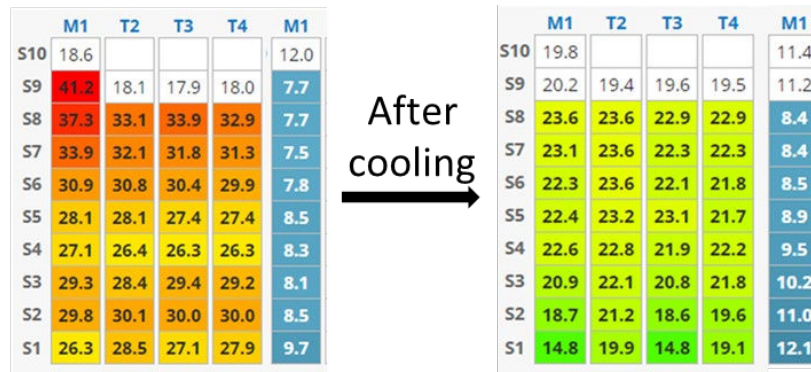 M1 T2 T3 T4 M1
S10 18.6 12.0
S9 41.2 18.1 17.9 18.0 7.7
S8 37.3 33.1 33.9 32.9 7.7
S7 33.9 32.1 31.8 31.3 7.5
S6 30.9 30.8 30.4 29.9 7.8
S5 28.1 28.1 27.4 27.4 8.5
S4 27.1 26.4 26.3 26.3 8.3
S3 29.3 28.4 29.4 29.2 8.1
S2 29.8 30.1 30.0 30.0 8.5
S1 26.3 28.5 27.1 27.9 9.7
After
cooling
M1 T2 T3 T4 M1
S10 19.8 11.4
S9 20.2 19.4 19.6 19.5 11.2
S8 23.6 23.6 22.9 22.9 8.4
S7 23.1 23.6 22.3 22.3 8.4
S6 22.3 23.6 22.1 21.8 8.5
S5 22.4 23.2 23.1 21.7 8.9
S4 22.6 22.8 21.9 22.2 9.5
S3 20.9 22.1 20.8 21.8 10.2
S2 18.7 21.2 18.6 19.6 11.0
S1 14.8 19.9 14.8 19.1 12.1